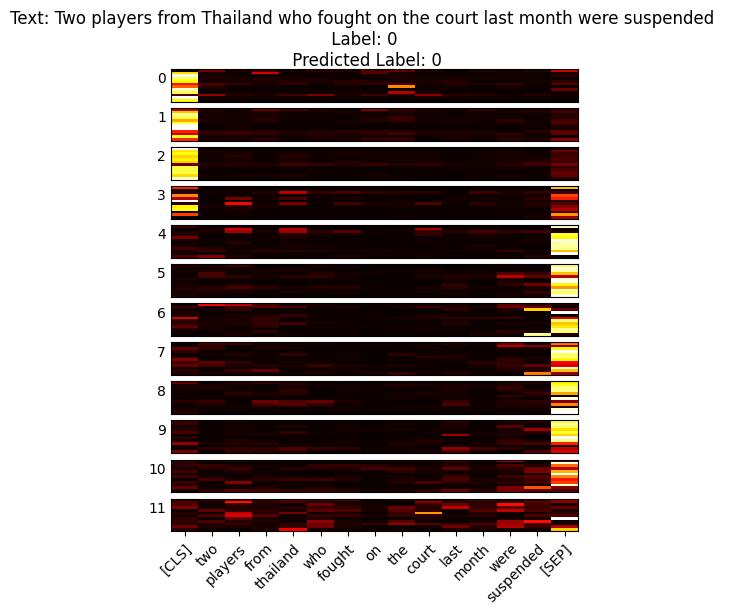 Text: Two players from Thailand who fought on the court last month were suspended
Label: 0
Predicted Label: 0
0
1
2
3
4
5
6
7
8
9
10
11
[CLS]
two
players
from
thailand
who
fought
on
the
court
last
month
were
suspended
[SEP]